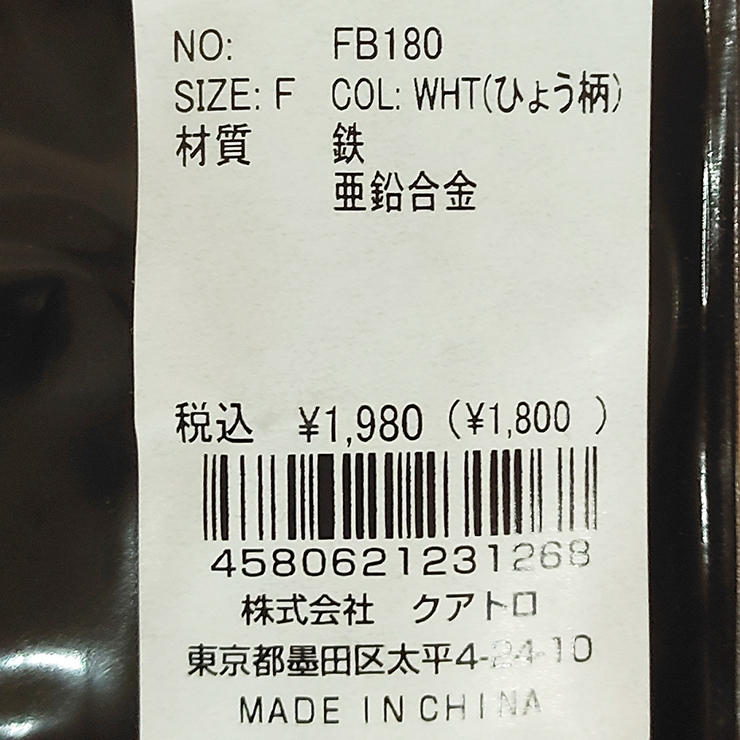 NO: FB180
SIZE: F COL: WHT(ひょう柄)
材質 鉄
亜鉛合金
税込 ¥1,980 (¥1,800 )
4580621231268
株式会社 クアトロ
東京都墨田区太平4-24-10
MADE IN CHINA